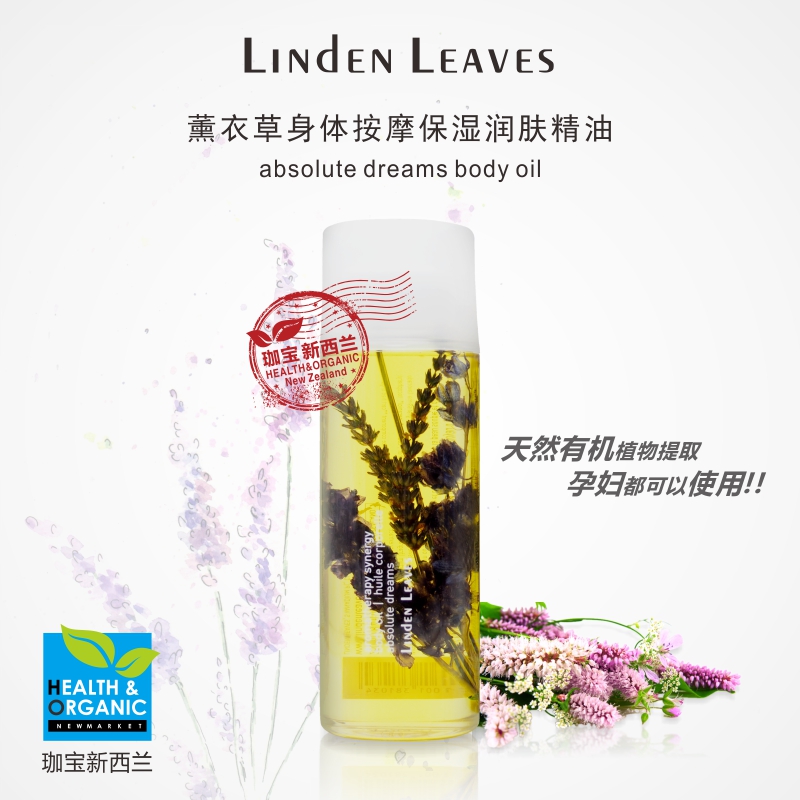 LINDEN LEAVES
薰衣草身体按摩保湿润肤精油
absolute dreams body oil
珈宝新西兰
HEALTH&ORGANIC
New Zealand
天然有机植物提取
孕妇都可以使用!!
huile corporelle
absolute dreams
LINDEN LEAVES
HEALTH &
ORGANIC
NEWMARKET
珈宝新西兰